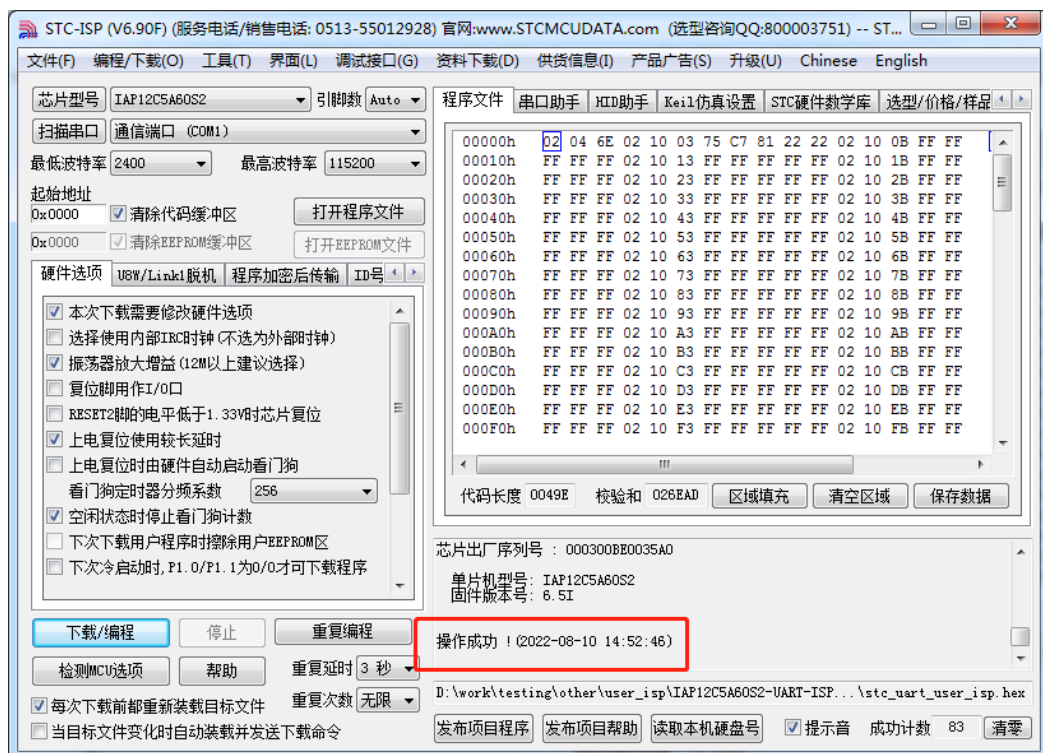 STC-ISP (V6.90F) (服务电话/销售电话: 0513-55012928) 官网:www.STCMCUDATA.com (选型咨询QQ:800003751) -- ST...
文件(F) 编程/下载(O) 工具(T) 界面(L) 调试接口(G) 资料下载(D) 供货信息(I) 产品广告(S) 升级(U) Chinese English
芯片型号 IAP12C5A60S2 引脚数 Auto
扫描串口 通信端口 (COM1)
最低波特率 2400 最高波特率 115200
起始地址
0x0000 清除代码缓冲区 打开程序文件
0x0000 清除EEPROM缓冲区 打开EEPROM文件
硬件选项 U8W/Link1脱机 程序加密后传输 ID号
本次下载需要修改硬件选项
选择使用内部IRC时钟(不选为外部时钟)
振荡器放大增益(12M以上建议选择)
复位脚用作I/O口
RESET2脚的电平低于1.33V时芯片复位
上电复位使用较长延时
上电复位时由硬件自动启动看门狗
看门狗定时器分频系数 256
空闲状态时停止看门狗计数
下次下载用户程序时擦除用户EEPROM区
下次冷启动时,P1.0/P1.1为0/0才可下载程序
下载/编程 停止 重复编程
检测MCU选项 帮助 重复延时 3 秒
每次下载前都重新装载目标文件 重复次数 无限
当目标文件变化时自动装载并发送下载命令
程序文件 串口助手 HID助手 Keil仿真设置 STC硬件数学库 选型/价格/样品
00000h 02 04 6E 02 10 03 75 C7 81 22 22 02 10 0B FF FF
00010h FF FF FF 02 10 13 FF FF FF FF FF 02 10 1B FF FF
00020h FF FF FF 02 10 23 FF FF FF FF FF 02 10 2B FF FF
00030h FF FF FF 02 10 33 FF FF FF FF FF 02 10 3B FF FF
00040h FF FF FF 02 10 43 FF FF FF FF FF 02 10 4B FF FF
00050h FF FF FF 02 10 53 FF FF FF FF FF 02 10 5B FF FF
00060h FF FF FF 02 10 63 FF FF FF FF FF 02 10 6B FF FF
00070h FF FF FF 02 10 73 FF FF FF FF FF 02 10 7B FF FF
00080h FF FF FF 02 10 83 FF FF FF FF FF 02 10 8B FF FF
00090h FF FF FF 02 10 93 FF FF FF FF FF 02 10 9B FF FF
000A0h FF FF FF 02 10 A3 FF FF FF FF FF 02 10 AB FF FF
000B0h FF FF FF 02 10 B3 FF FF FF FF FF 02 10 BB FF FF
000C0h FF FF FF 02 10 C3 FF FF FF FF FF 02 10 CB FF FF
000D0h FF FF FF 02 10 D3 FF FF FF FF FF 02 10 DB FF FF
000E0h FF FF FF 02 10 E3 FF FF FF FF FF 02 10 EB FF FF
000F0h FF FF FF 02 10 F3 FF FF FF FF FF 02 10 FB FF FF
代码长度 0049E 校验和 026EAD 区域填充 清空区域 保存数据
芯片出厂序列号 : 000300BE0035A0
单片机型号: IAP12C5A60S2
固件版本号: 6.5I
操作成功 !(2022-08-10 14:52:46)
D:\work\testing\other\user_isp\IAP12C5A60S2-UART-ISP...\stc_uart_user_isp.hex
发布项目程序 发布项目帮助 读取本机硬盘号 提示音 成功计数 83 清零